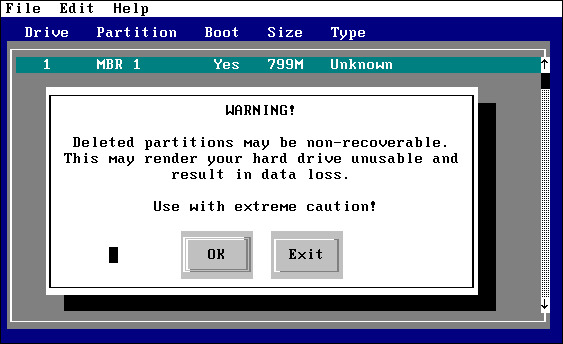 File Edit Help
Drive Partition Boot Size Type
1 MBR 1 Yes 799M Unknown
WARNING!
Deleted partitions may be non-recoverable.
This may render your hard drive unusable and
result in data loss.
Use with extreme caution!
OK Exit